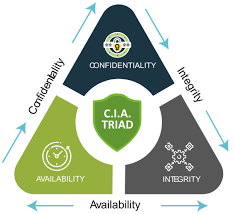 CONFIDENTIALITY
Confidentiality
Integrity
C.I.A.
TRIAD
AVAILABILITY
INTEGRITY
Availability